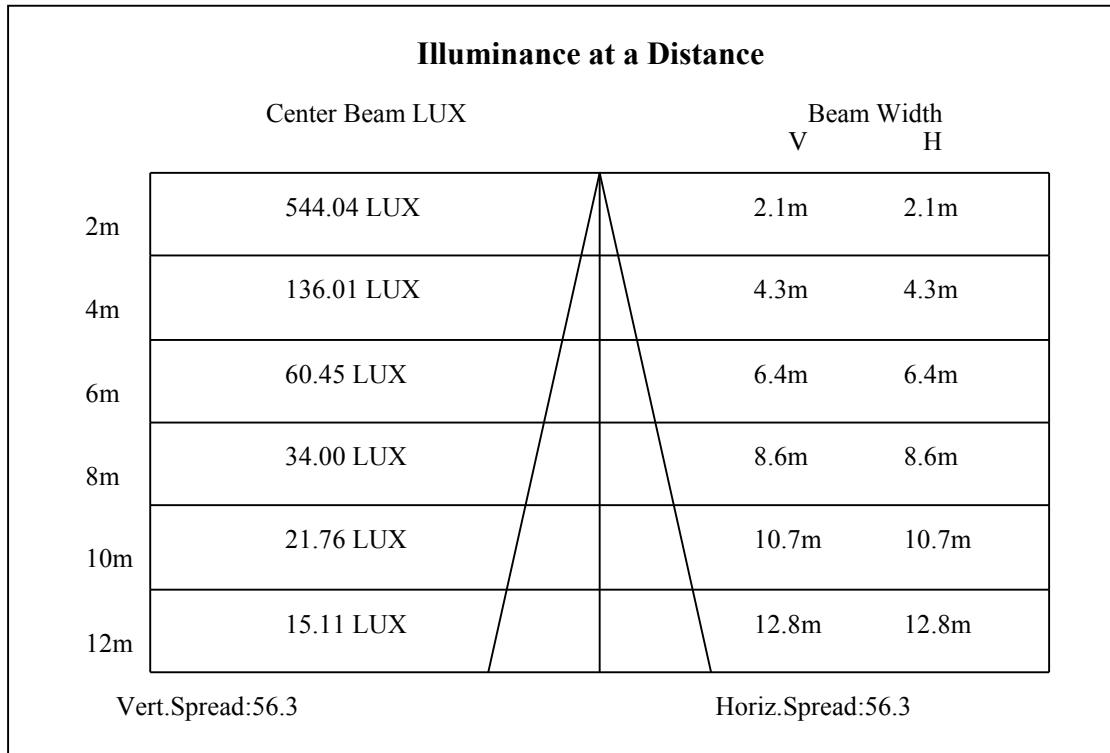 Illuminance at a Distance
Center Beam LUX Beam Width
V H
2m 544.04 LUX 2.1m 2.1m
4m 136.01 LUX 4.3m 4.3m
6m 60.45 LUX 6.4m 6.4m
8m 34.00 LUX 8.6m 8.6m
10m 21.76 LUX 10.7m 10.7m
12m 15.11 LUX 12.8m 12.8m
Vert.Spread:56.3 Horiz.Spread:56.3